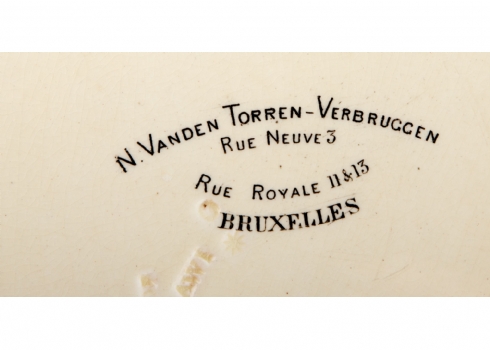 N. VANDEN TORREN-VERBRUGGEN
RUE NEUVE 3
RUE ROYALE 11 & 13
BRUXELLES